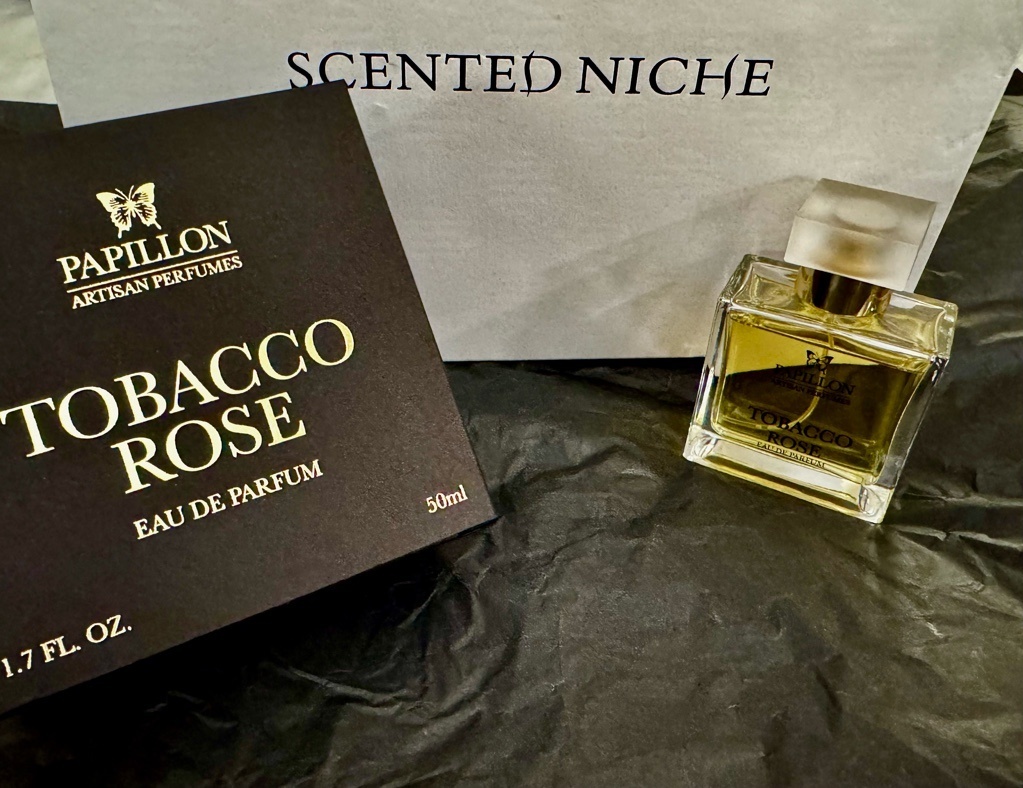 SCENTED NICHE
PAPILLON
ARTISAN PERFUMES
TOBACCO
ROSE
EAU DE PARFUM
50ml
1.7 FL. OZ.
PAPILLON
ARTISAN PERFUMES
TOBACCO
ROSE
EAU DE PARFUM